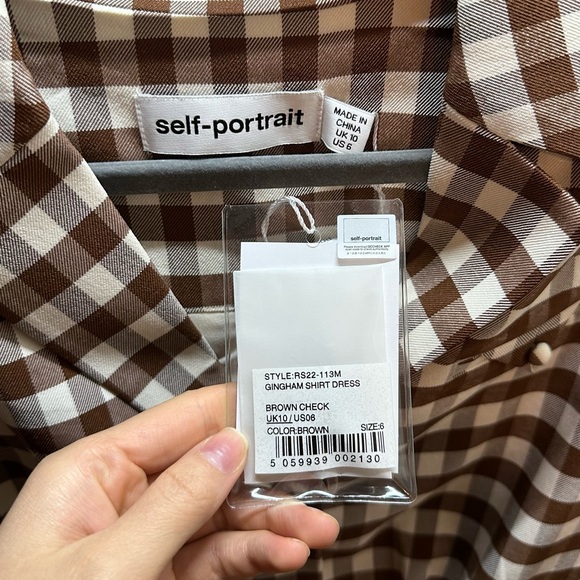 self-portrait
MADE IN
CHINA
UK 10
US 6
self-portrait
STYLE:RS22-113M
GINGHAM SHIRT DRESS
BROWN CHECK
UK10 / US06
COLOR:BROWN
SIZE:6
5 059939 002130